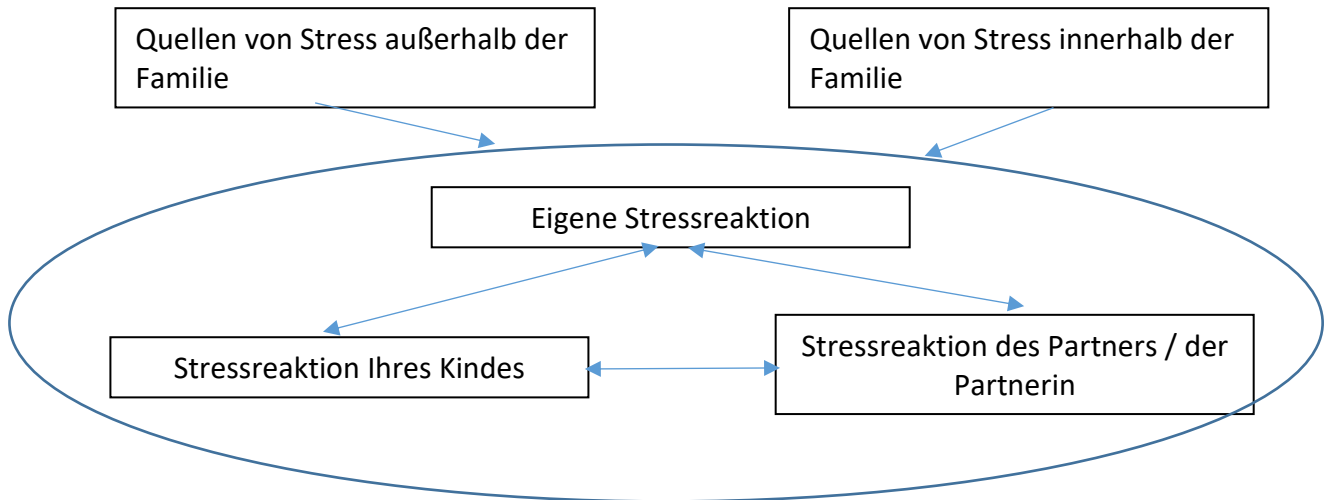 Quellen von Stress außerhalb der
Familie
Quellen von Stress innerhalb der
Familie
Eigene Stressreaktion
Stressreaktion Ihres Kindes
Stressreaktion des Partners / der
Partnerin